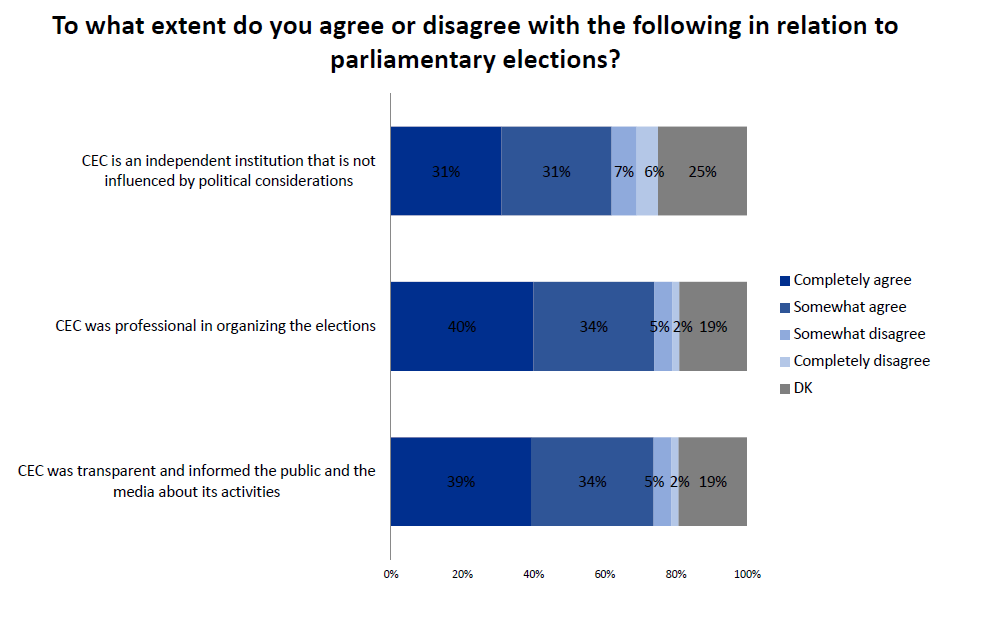 To what extent do you agree or disagree with the following in relation to
parliamentary elections?
CEC is an independent institution that is not
influenced by political considerations
31% 31% 7% 6% 25%
CEC was professional in organizing the elections
40% 34% 5% 2% 19%
CEC was transparent and informed the public and the
media about its activities
39% 34% 5% 2% 19%
0% 20% 40% 60% 80% 100%
Completely agree
Somewhat agree
Somewhat disagree
Completely disagree
DK